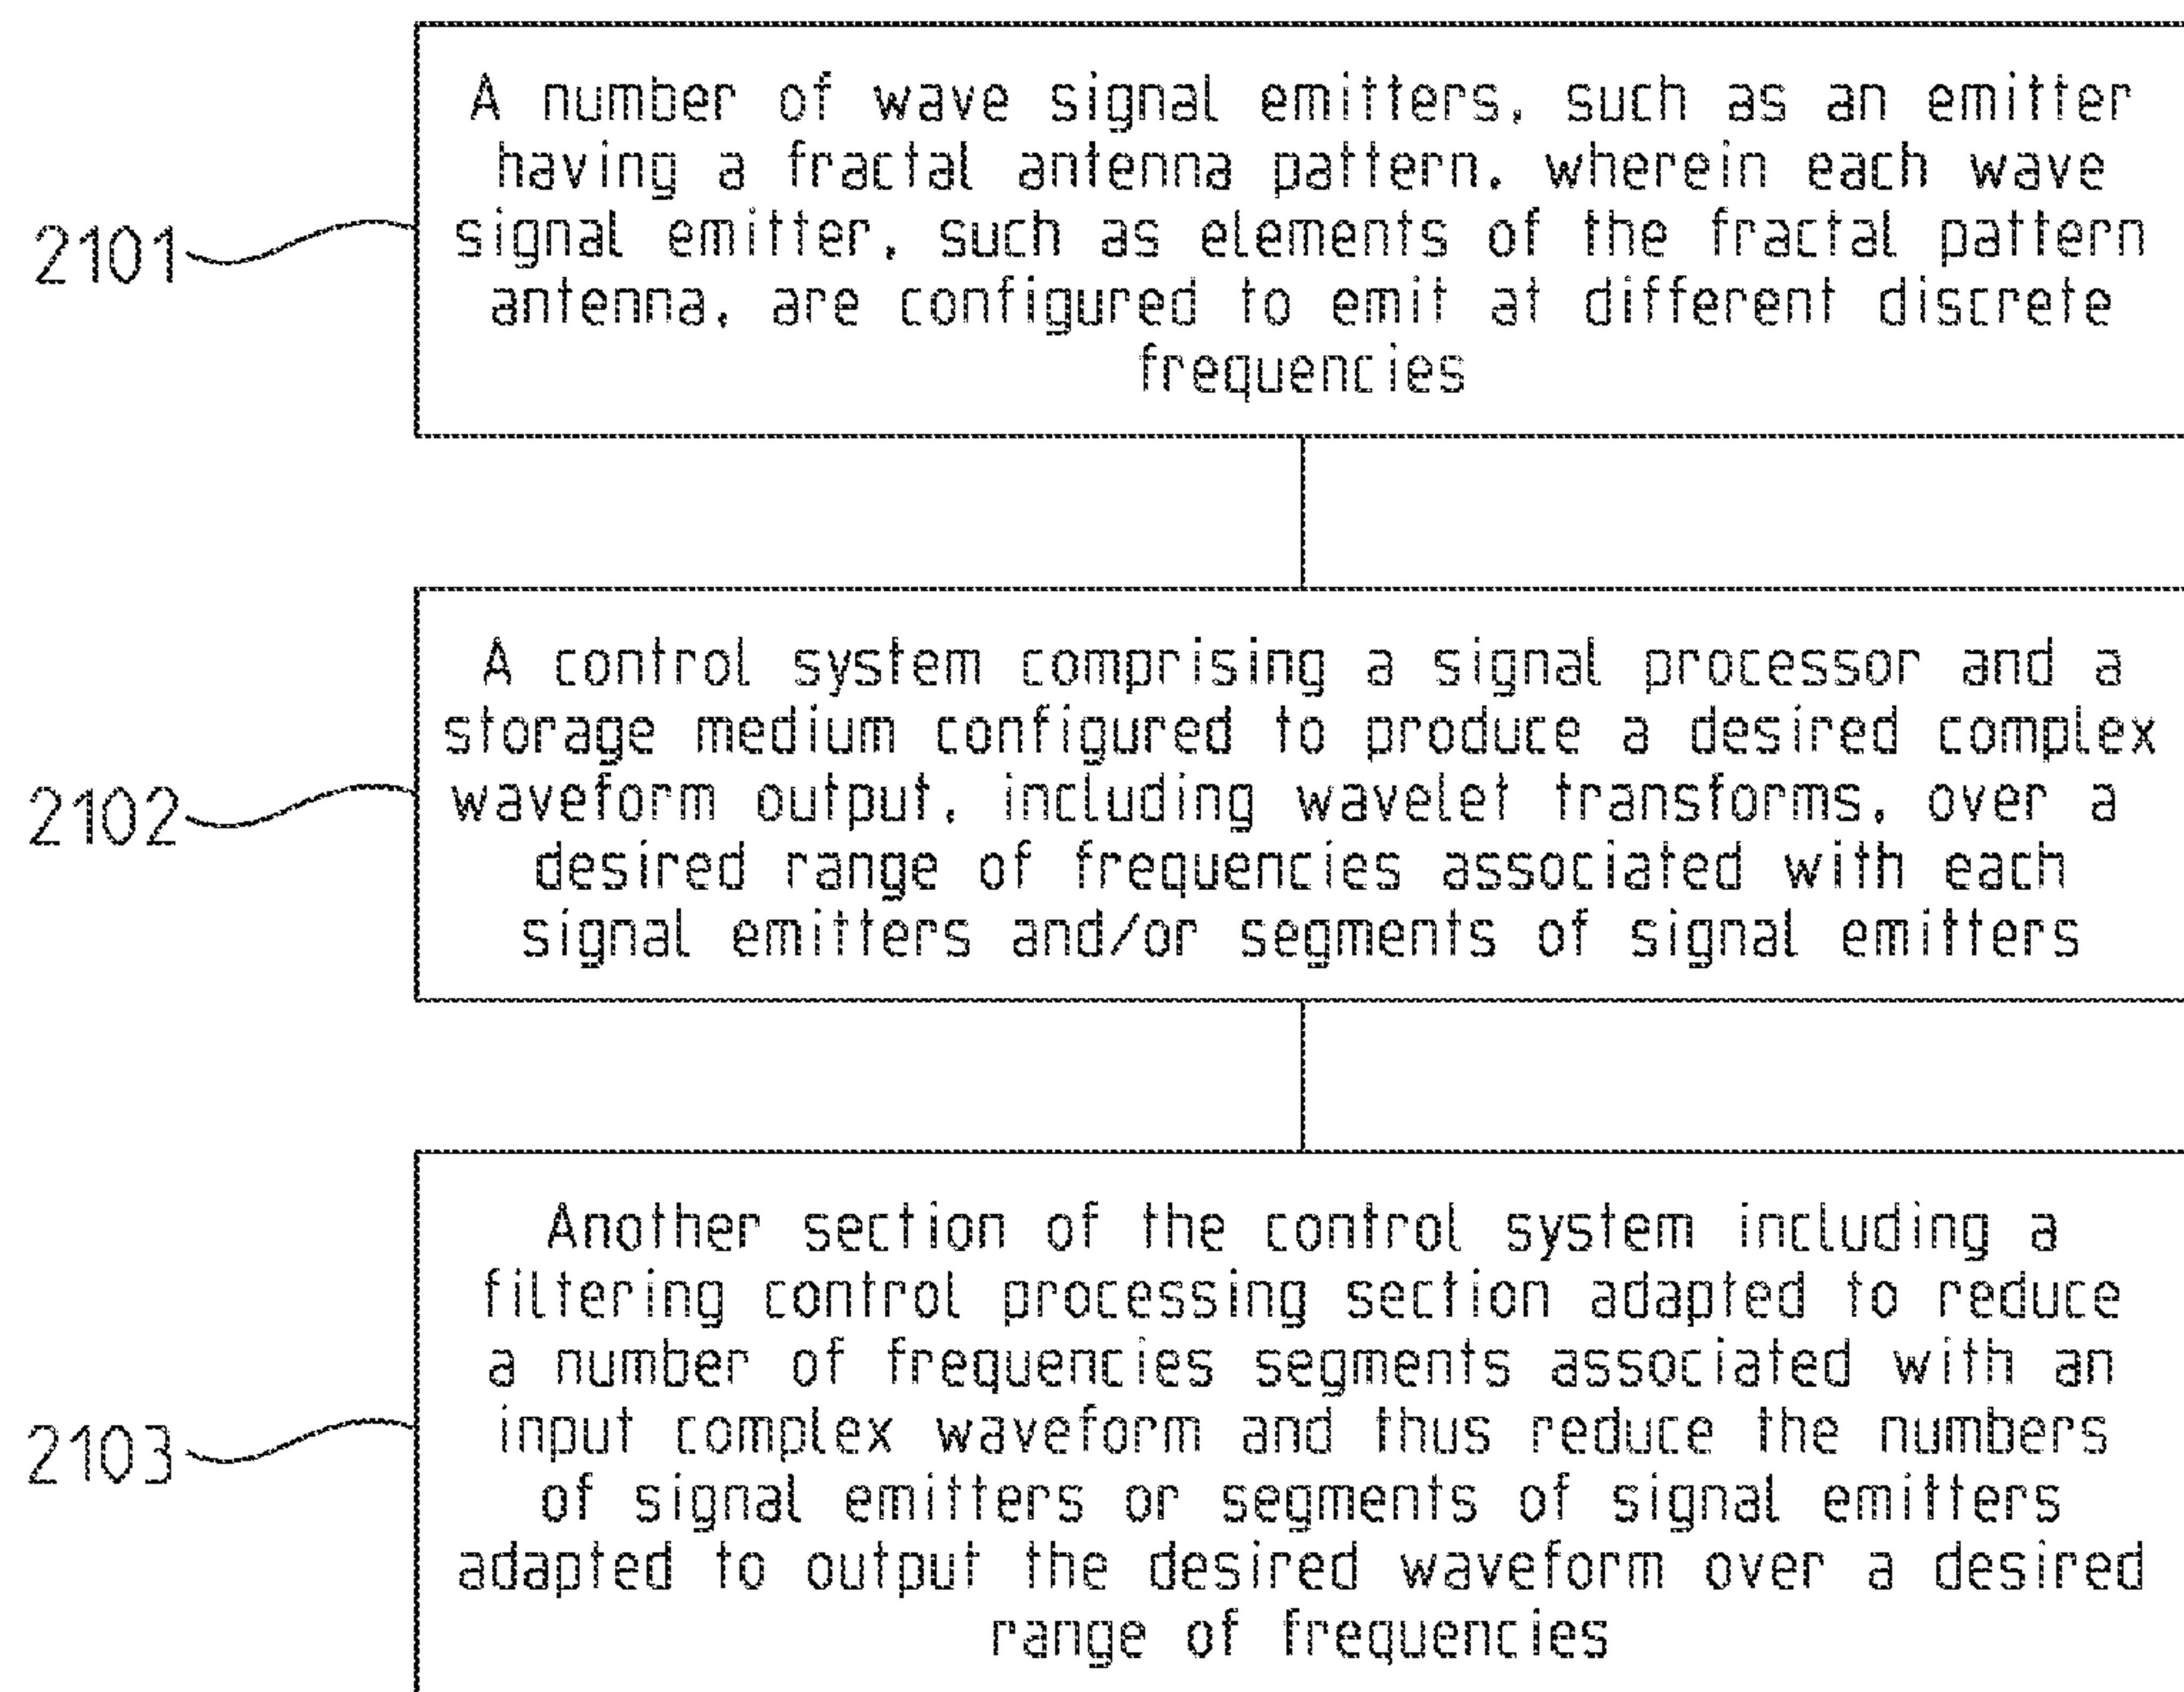 A number of wave signal emitters, such as an emitter
having a fractal antenna pattern, wherein each wave
signal emitter, such as elements of the fractal pattern
antenna, are configured to emit at different discrete
frequencies
2101
A control system comprising a signal processor and a
storage medium configured to produce a desired complex
waveform output, including wavelet transforms, over a
desired range of frequencies associated with each
signal emitters and/or segments of signal emitters
2102
Another section of the control system including a
filtering control processing section adapted to reduce
a number of frequencies segments associated with an
input complex waveform and thus reduce the numbers
of signal emitters or segments of signal emitters
adapted to output the desired waveform over a desired
range of frequencies
2103